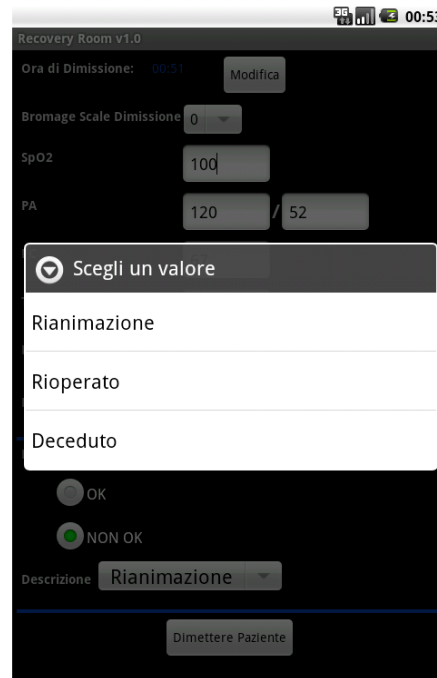 00:53
Recovery Room v1.0
Ora di Dimissione: 00:51 Modifica
Bromage Scale Dimissione 0
SpO2 100
PA 120 / 52
Scegli un valore
Rianimazione
Rioperato
Deceduto
OK
NON OK
Descrizione Rianimazione
Dimettere Paziente